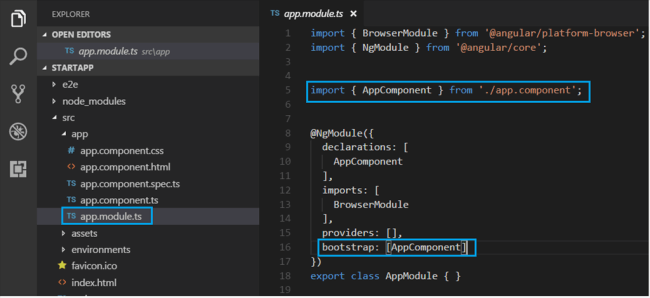 EXPLORER
OPEN EDITORS
TS app.module.ts src\app
STARTAPP
e2e
node_modules
src
app
# app.component.css
<> app.component.html
TS app.component.spec.ts
TS app.component.ts
TS app.module.ts
assets
environments
favicon.ico
<> index.html
TS app.module.ts ×
1 import { BrowserModule } from '@angular/platform-browser';
2 import { NgModule } from '@angular/core';
3
4
5 import { AppComponent } from './app.component';
6
7
8 @NgModule({
9 declarations: [
10 AppComponent
11 ],
12 imports: [
13 BrowserModule
14 ],
15 providers: [],
16 bootstrap: [AppComponent]
17 })
18 export class AppModule { }
19